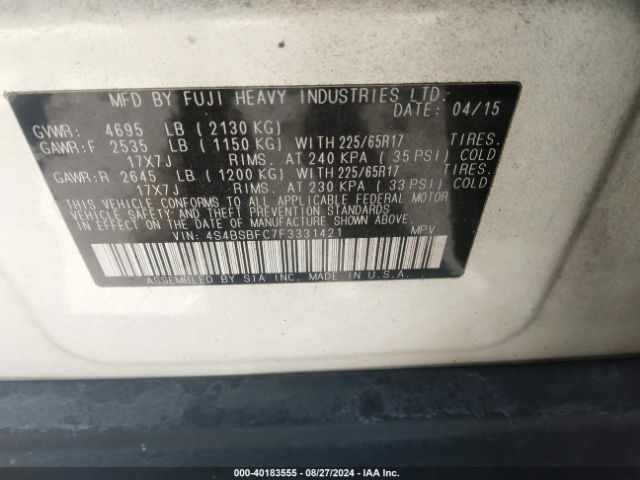 MFD BY FUJI HEAVY INDUSTRIES LTD.
DATE: 04/15
GVWR: 4695 LB (2130 KG)
GAWR:F 2535 LB (1150 KG) WITH 225/65R17 TIRES.
17X7J RIMS. AT 240 KPA (35 PSI) COLD
GAWR:R 2645 LB (1200 KG) WITH 225/65R17 TIRES.
17X7J RIMS. AT 230 KPA (33 PSI) COLD
THIS VEHICLE CONFORMS TO ALL APPLICABLE FEDERAL MOTOR
VEHICLE SAFETY AND THEFT PREVENTION STANDARDS IN
EFFECT ON THE DATE OF MANUFACTURE SHOWN ABOVE.
VIN: 4S4BSBFC7F3331421 MPV
ASSEMBLED BY SIA INC. MADE IN U.S.A.
000-40183555 - 08/27/2024 - IAA Inc.